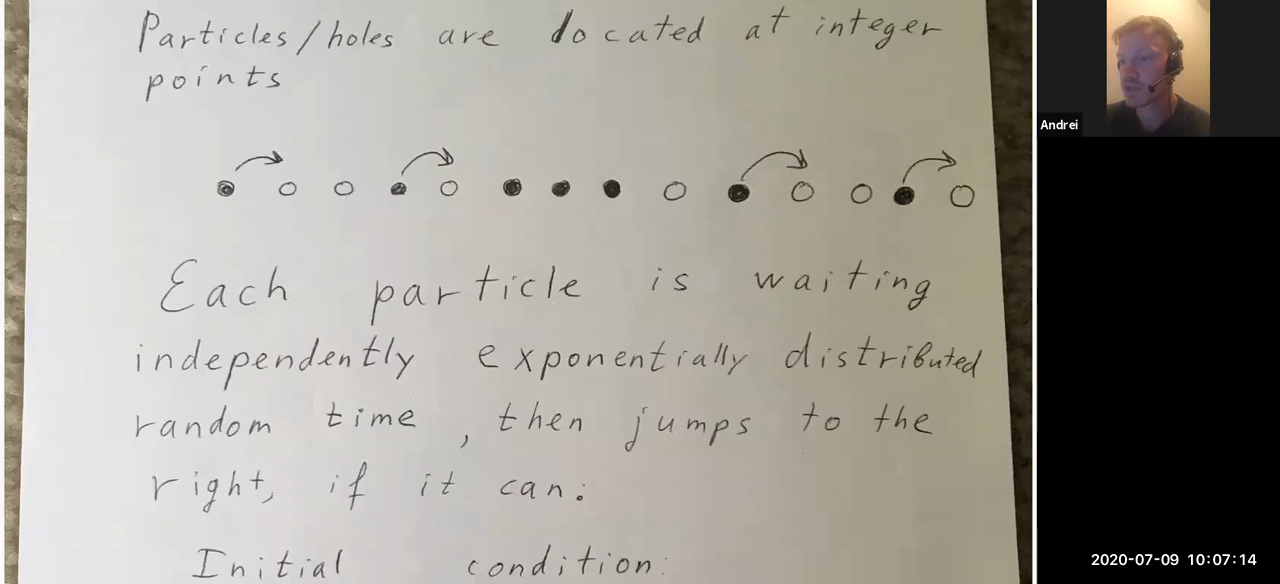 Particles/holes are located at integer
points
Each particle is waiting
independently exponentially distributed
random time, then jumps to the
right, if it can.
Initial condition:
Andrei
2020-07-09 10:07:14